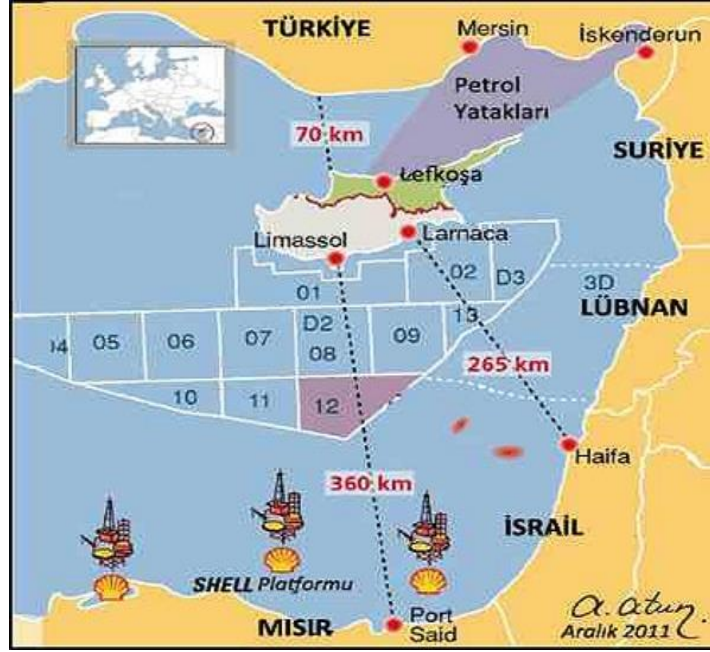 TÜRKİYE
Mersin
İskenderun
Petrol
Yatakları
70 km
SURİYE
Lefkoşa
Limassol
Larnaca
01
02
D3
3D
LÜBNAN
04
05
06
07
D2
08
09
13
265 km
10
11
12
Haifa
360 km
İSRAİL
SHELL Platformu
MISIR
Port
Said
a. atun
Aralık 2011